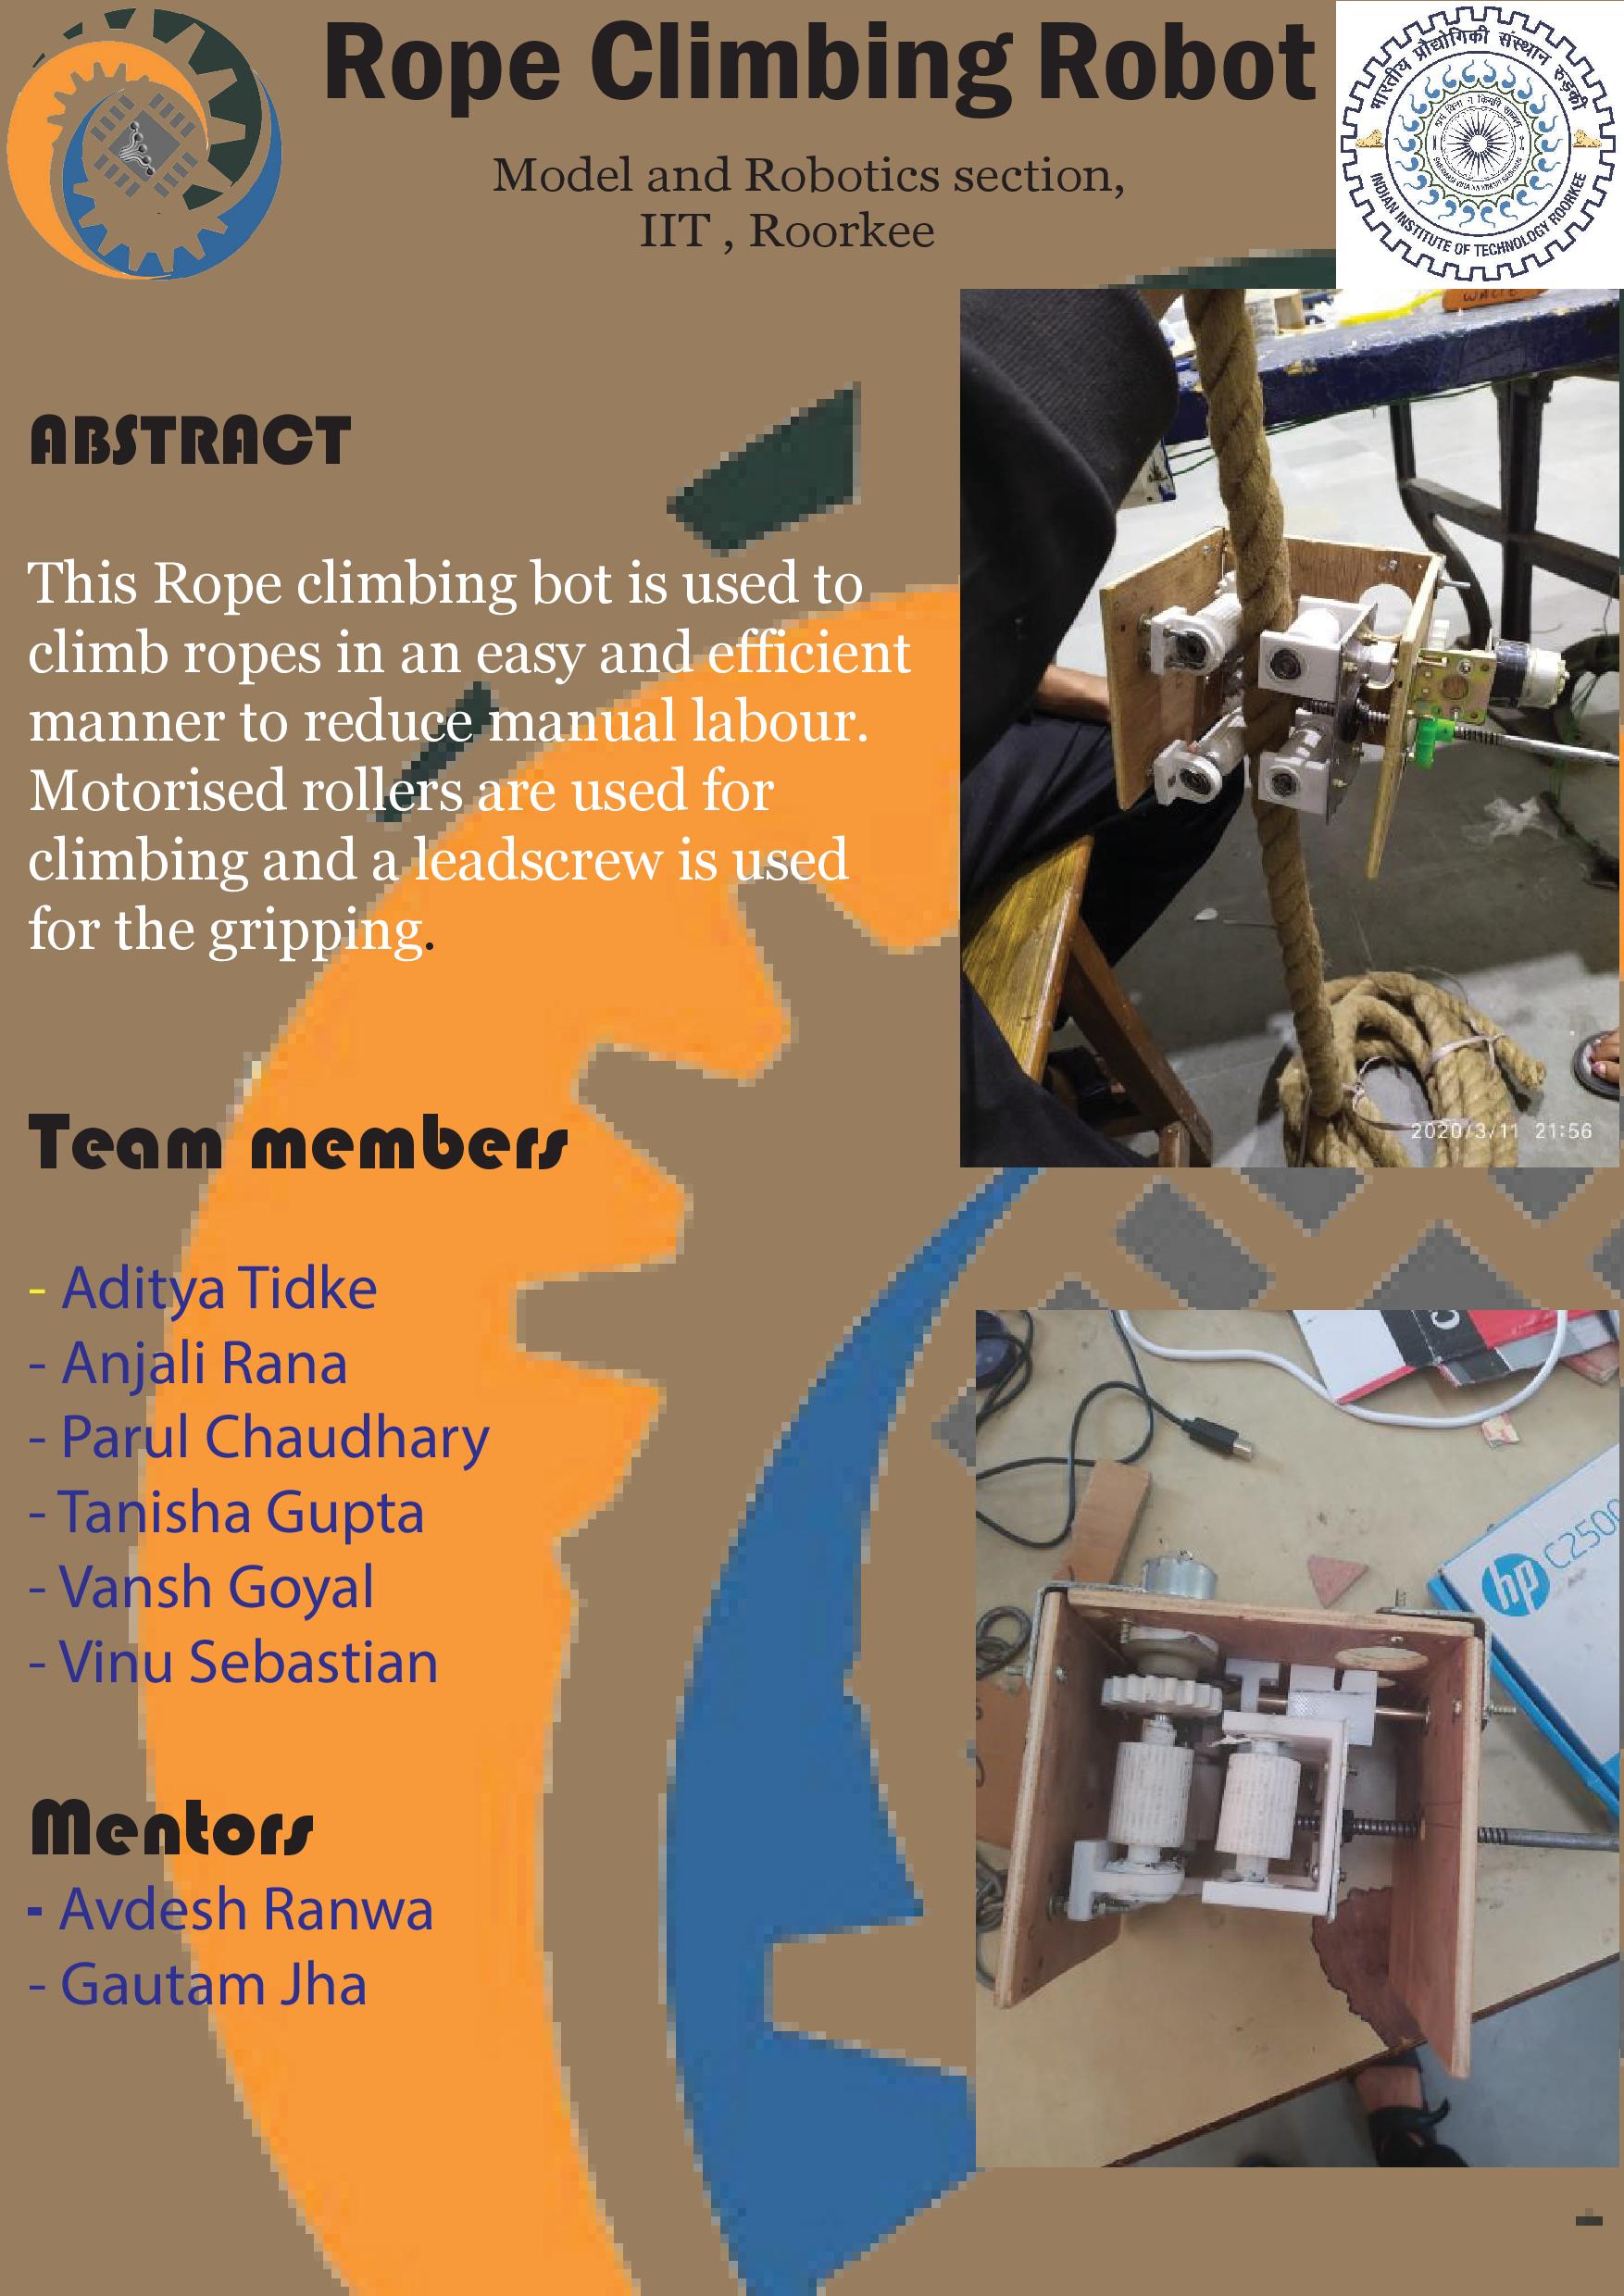 Rope Climbing Robot
Model and Robotics section,
IIT , Roorkee
भारतीय प्रौद्योगिकी संस्थान रुड़की
INDIAN INSTITUTE OF TECHNOLOGY ROORKEE
ABSTRACT
This Rope climbing bot is used to
climb ropes in an easy and efficient
manner to reduce manual labour.
Motorised rollers are used for
climbing and a leadscrew is used
for the gripping.
2020/3/11 21:56
Team members
- Aditya Tidke
- Anjali Rana
- Parul Chaudhary
- Tanisha Gupta
- Vansh Goyal
- Vinu Sebastian
hp C2500
Mentors
- Avdesh Ranwa
- Gautam Jha